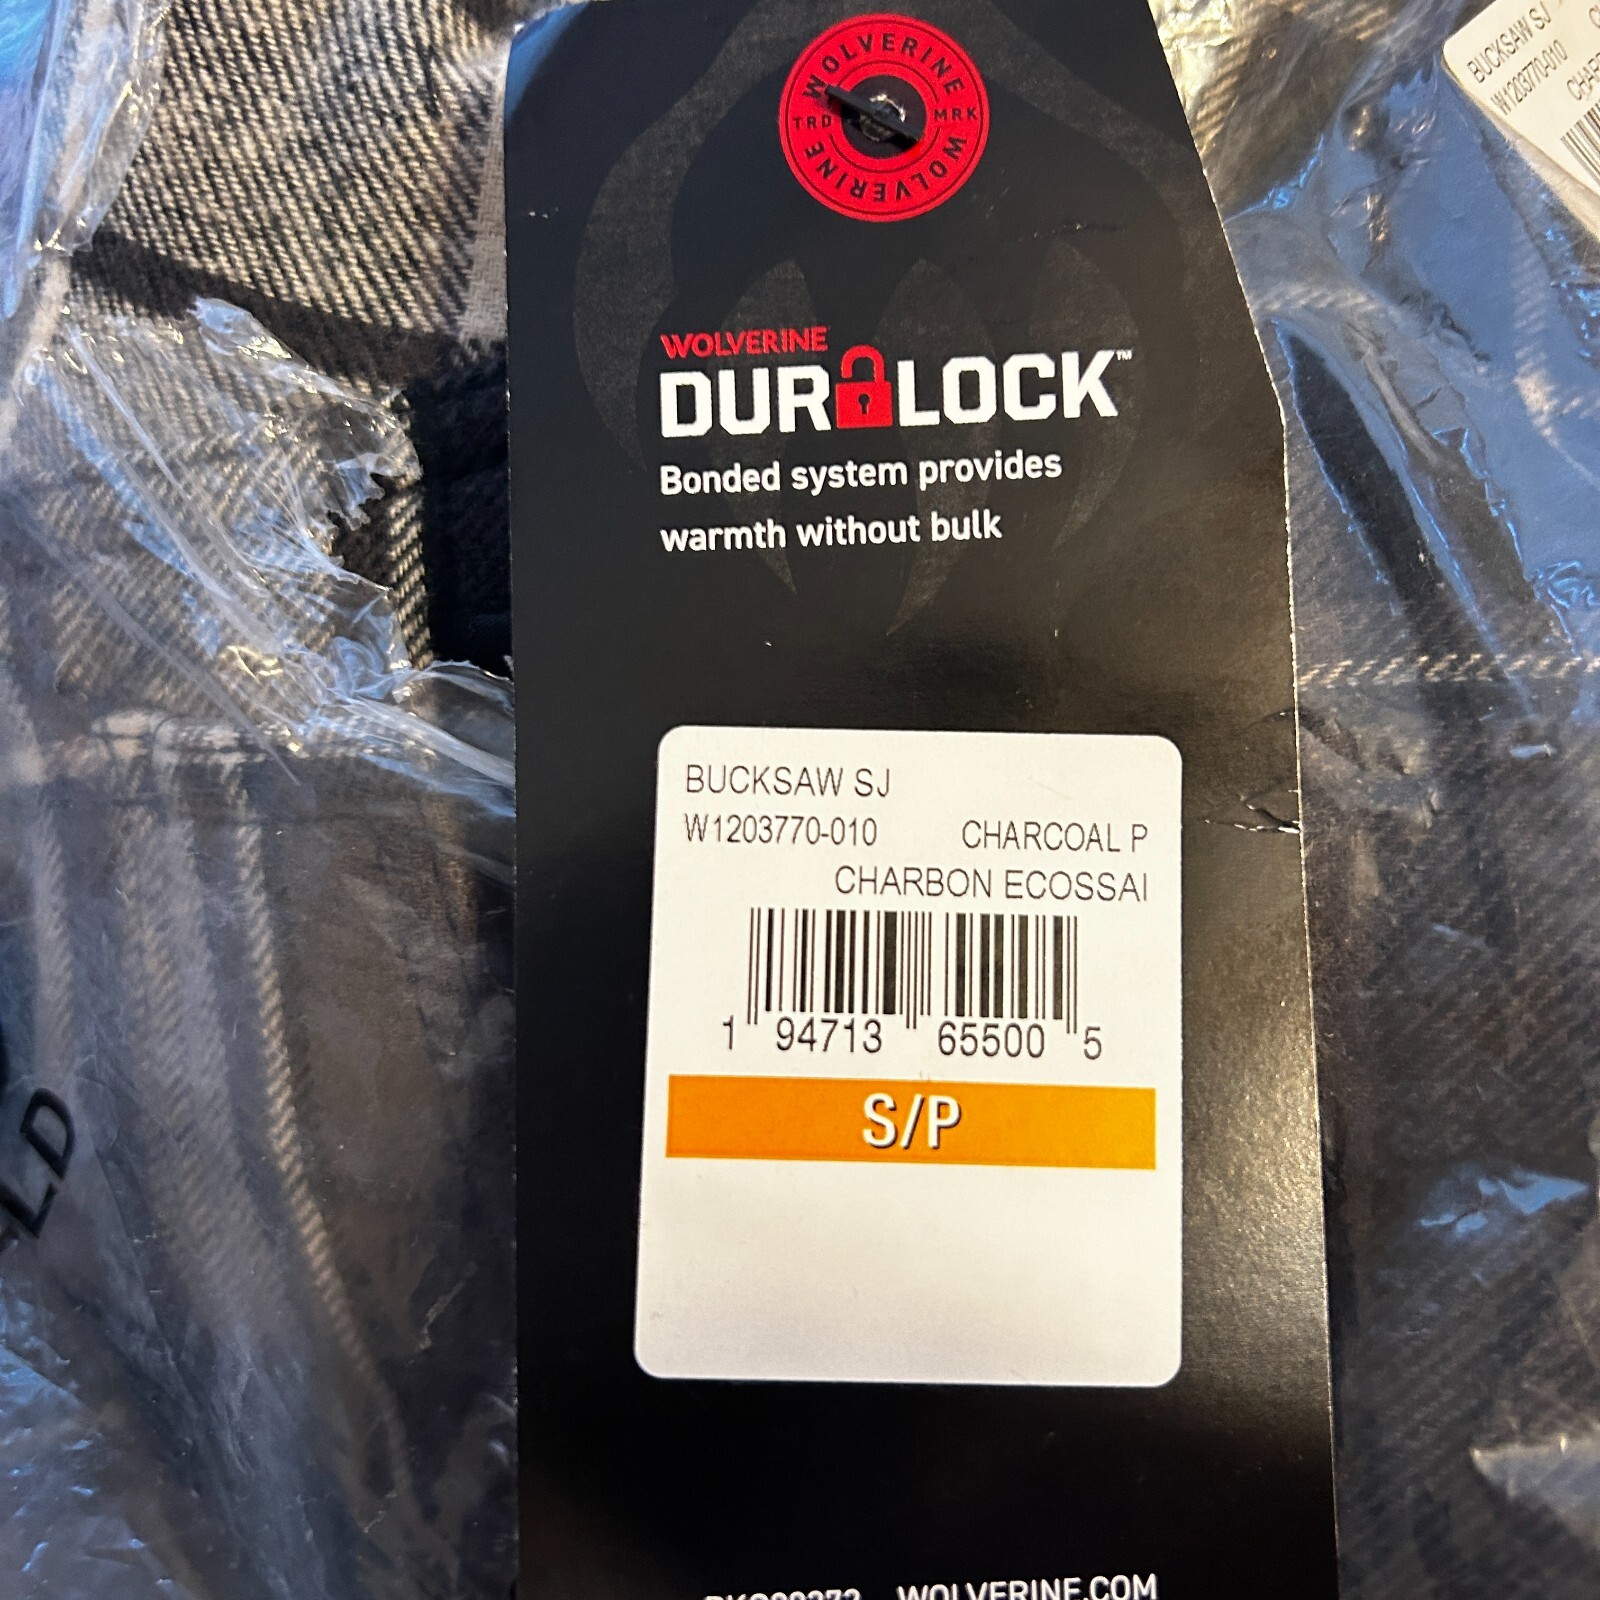 WOLVERINE
TRD MRK
WOLVERINE
WOLVERINE
DURALOCK™
Bonded system provides
warmth without bulk
BUCKSAW SJ
W1203770-010 CHARCOAL P
CHARBON ECOSSAI
1 94713 65500 5
S/P
WOLVERINE.COM
BUCKSAW SJ
W1203770-010